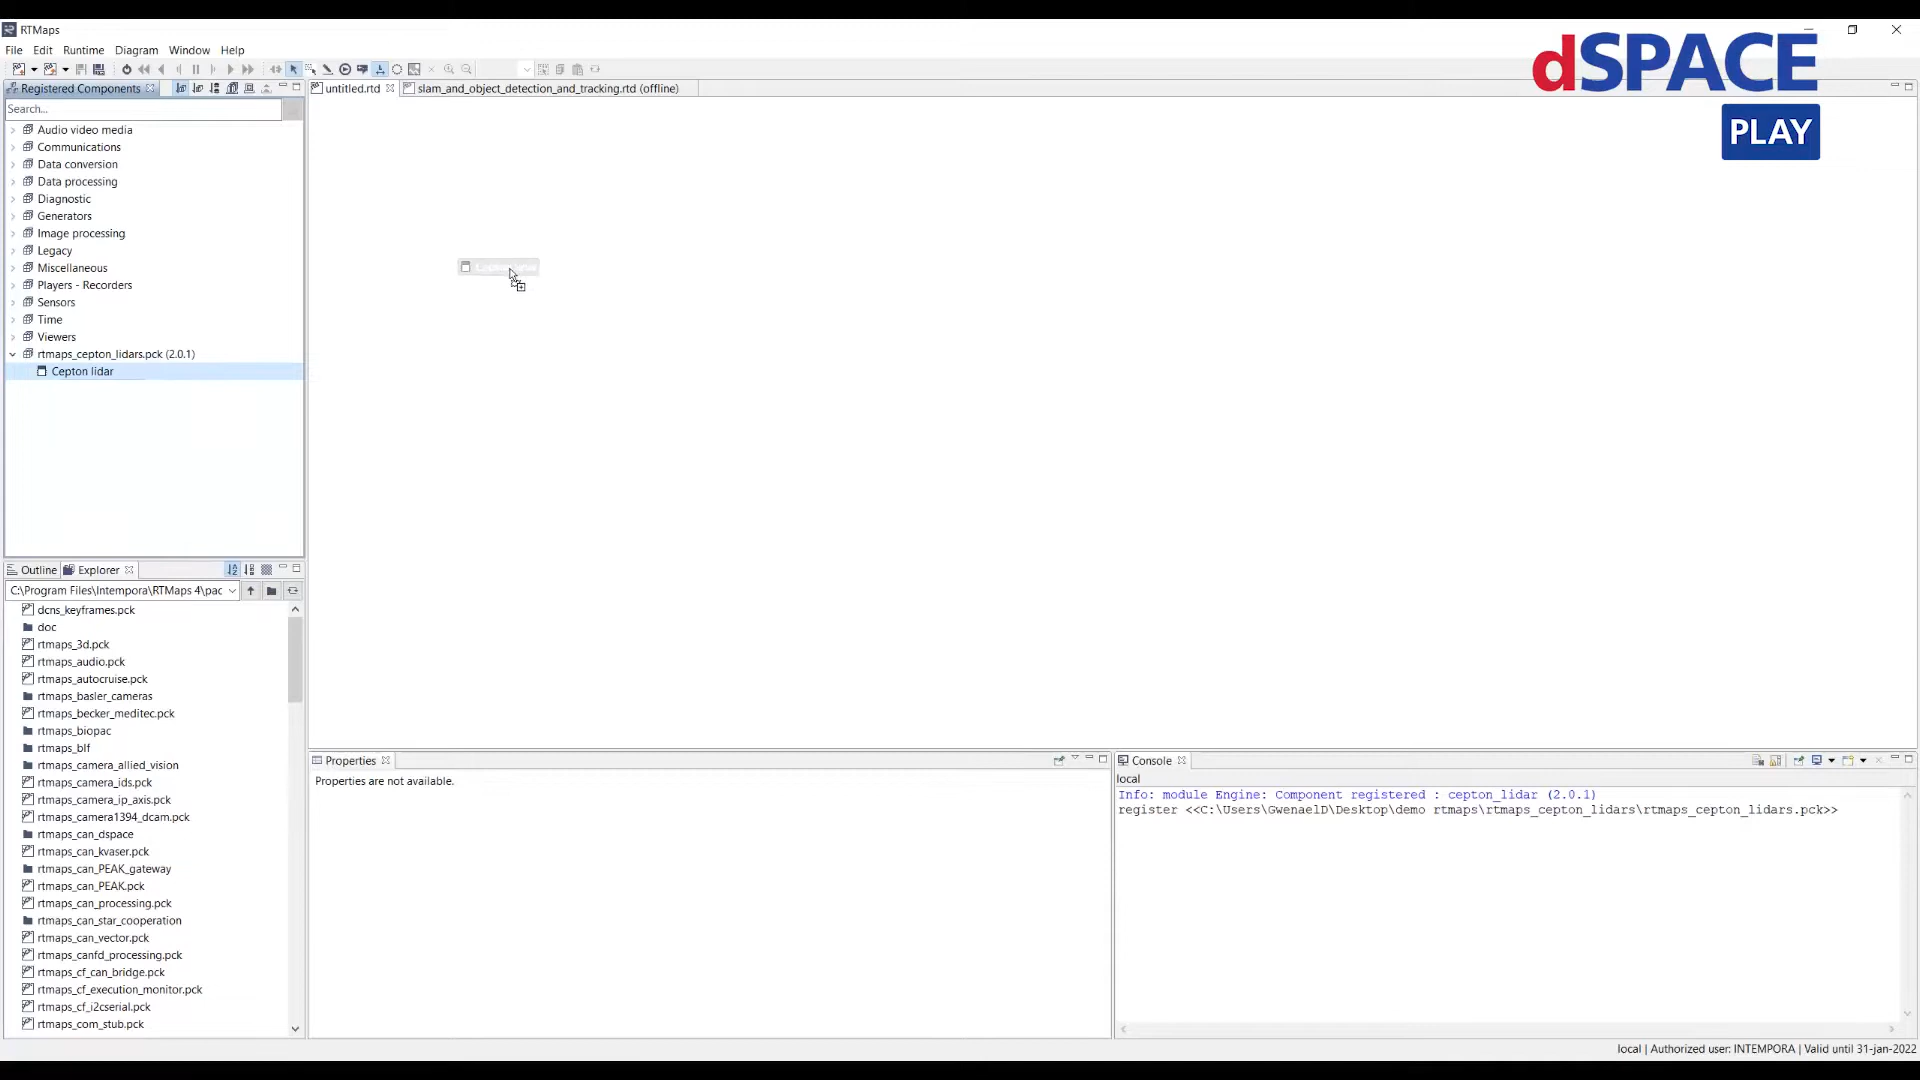 RTMaps
File Edit Runtime Diagram Window Help
dSPACE
PLAY
Registered Components
untitled.rtd
slam_and_object_detection_and_tracking.rtd (offline)
Search...
Audio video media
Communications
Data conversion
Data processing
Diagnostic
Generators
Image processing
Legacy
Miscellaneous
Players - Recorders
Sensors
Time
Viewers
rtmaps_cepton_lidars.pck (2.0.1)
Cepton lidar
Outline Explorer
C:\Program Files\Intempora\RTMaps 4\pac
dcns_keyframes.pck
doc
rtmaps_3d.pck
rtmaps_audio.pck
rtmaps_autocruise.pck
rtmaps_basler_cameras
rtmaps_becker_meditec.pck
rtmaps_biopac
rtmaps_blf
rtmaps_camera_allied_vision
rtmaps_camera_ids.pck
rtmaps_camera_ip_axis.pck
rtmaps_camera1394_dcam.pck
rtmaps_can_dspace
rtmaps_can_kvaser.pck
rtmaps_can_PEAK_gateway
rtmaps_can_PEAK.pck
rtmaps_can_processing.pck
rtmaps_can_star_cooperation
rtmaps_can_vector.pck
rtmaps_canfd_processing.pck
rtmaps_cf_can_bridge.pck
rtmaps_cf_execution_monitor.pck
rtmaps_cf_i2cserial.pck
rtmaps_com_stub.pck
Properties
Properties are not available.
Console
local
Info: module Engine: Component registered : cepton_lidar (2.0.1)
register <<C:\Users\GwenaelD\Desktop\demo rtmaps\rtmaps_cepton_lidars\rtmaps_cepton_lidars.pck>>
local | Authorized user: INTEMPORA | Valid until 31-jan-2022